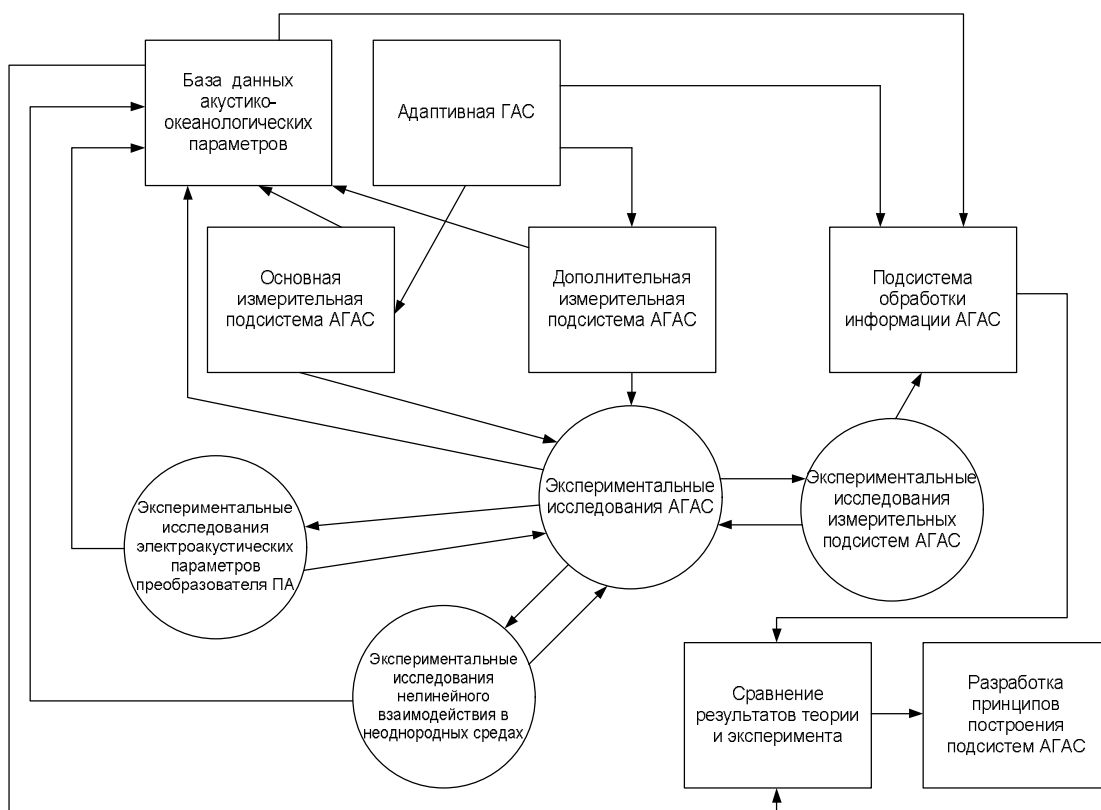 База данных
акустико-
океанологических
параметров
Адаптивная ГАС
Основная
измерительная
подсистема АГАС
Дополнительная
измерительная
подсистема АГАС
Подсистема
обработки
информации АГАС
Экспериментальные
исследования АГАС
Экспериментальные
исследования
измерительных
подсистем АГАС
Экспериментальные
исследования
электроакустических
параметров
преобразователя ПА
Экспериментальные
исследования
нелинейного
взаимодействия в
неоднородных средах
Сравнение
результатов теории
и эксперимента
Разработка
принципов
построения
подсистем АГАС